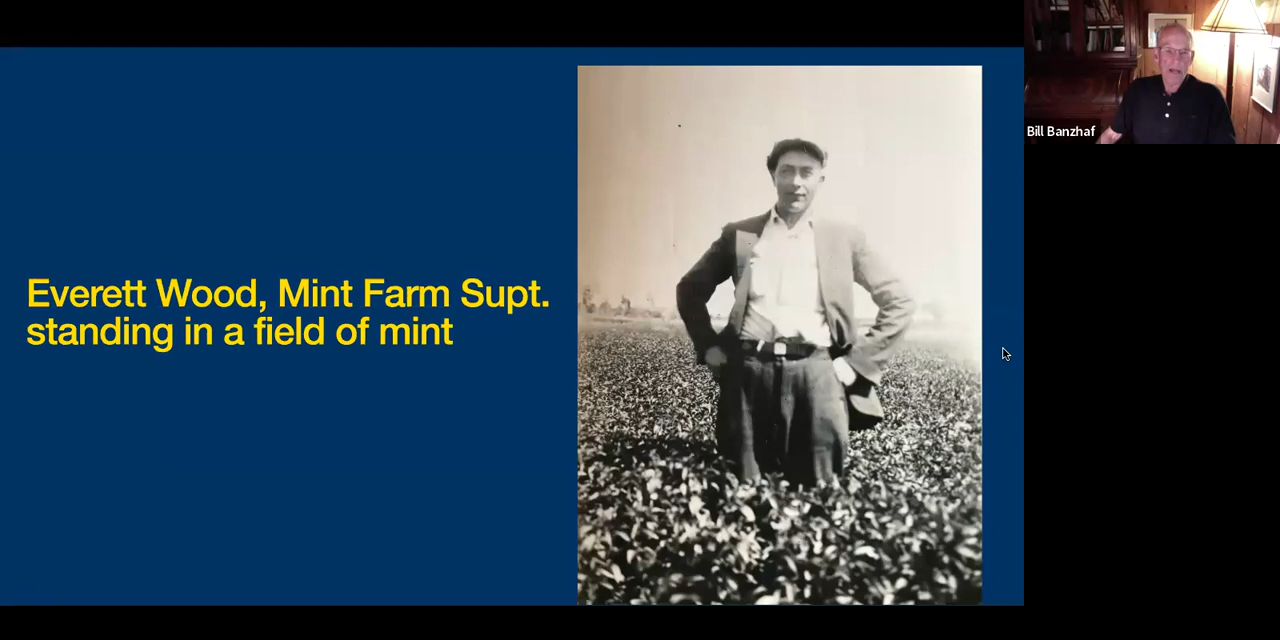 Everett Wood, Mint Farm Supt.
standing in a field of mint
Bill Banzhaf